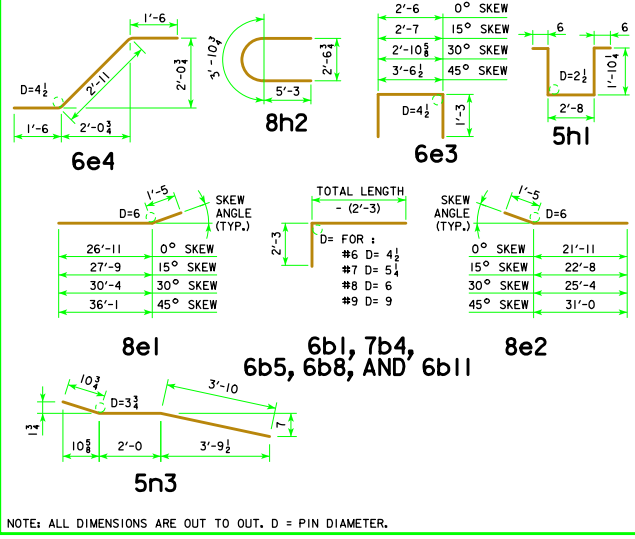 1'-6
D=4½
2'-11
2'-0¾
1'-6
2'-0¾
6e4
3'-10¾
2'-6¾
5'-3
8h2
2'-6 0° SKEW
2'-7 15° SKEW
2'-10⅝ 30° SKEW
3'-6½ 45° SKEW
D=4½
1'-3
6e3
6 6
D=2½
1'-10¼
2'-8
5h1
1'-5
D=6
SKEW
ANGLE
(TYP.)
26'-11 0° SKEW
27'-9 15° SKEW
30'-4 30° SKEW
36'-1 45° SKEW
8e1
TOTAL LENGTH
- (2'-3)
2'-3
D= FOR :
#6 D= 4½
#7 D= 5¼
#8 D= 6
#9 D= 9
6b1, 7b4,
6b5, 6b8, AND 6b11
SKEW
ANGLE
(TYP.)
1'-5
D=6
0° SKEW 21'-11
15° SKEW 22'-8
30° SKEW 25'-4
45° SKEW 31'-0
8e2
10¾
D=3¾
3'-10
1¾
7
10⅝
2'-0
3'-9½
5n3
NOTE: ALL DIMENSIONS ARE OUT TO OUT. D = PIN DIAMETER.